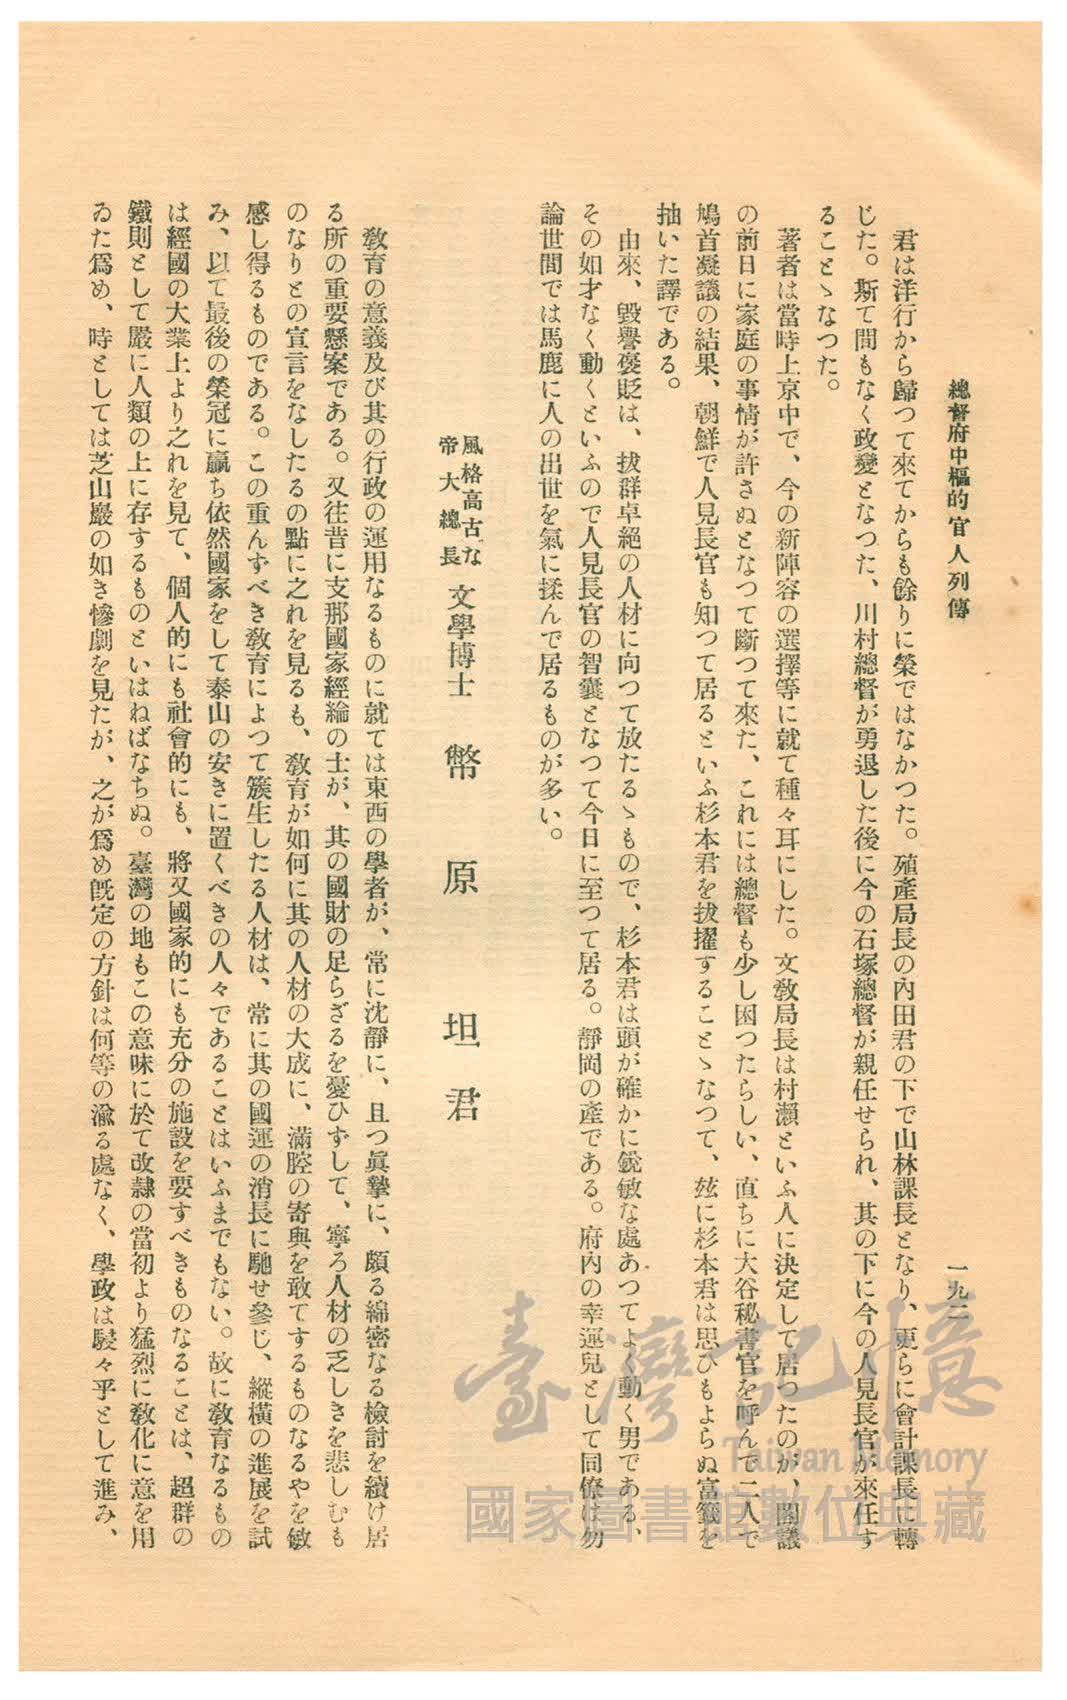 總督府中樞的官人列傳
一九二
君は洋行から歸つて來てからも餘りに榮ではなかつた。殖產局長の內田君の下で山林課長となり、更らに會計課長に轉
じた。斯て間もなく政變となつた、川村總督が勇退した後に今の石塚總督が親任せられ、其の下に今の人見長官が來任す
ることゝなつた。
著者は當時上京中で、今の新陣容の選擇等に就て種々耳にした。文敎局長は村瀨といふ人に決定して居つたのが、閣議
の前日に家庭の事情が許さぬとなつて斷つて來た、これには總督も少し困つたらしい、直ちに大谷秘書官を呼んで二人で
鳩首凝議の結果、朝鮮で人見長官も知つて居るといふ杉本君を拔擢することゝなつて、玆に杉本君は思ひもよらぬ富籤を
抽いた譯である。
由來、毀譽褒貶は、拔群卓絕の人材に向つて放たるゝもので、杉本君は頭が確かに銳敏な處あつてよく動く男である、
その如才なく動くといふので人見長官の智囊となつて今日に至つて居る。靜岡の產である。府內の幸運兒として同僚は勿
論世間では馬鹿に人の出世を氣に揉んで居るものが多い。
風格高古な
帝大總長
文學博士 幣原坦君
敎育の意義及び其の行政の運用なるものに就ては東西の學者が、常に沈靜に、且つ眞摯に、頗る綿密なる檢討を續け居
る所の重要懸案である。又往昔に支那國家經綸の士が、其の國財の足らざるを憂ひずして、寧ろ人材の乏しきを悲しむも
のなりとの宣言をなしたるの點に之れを見るも、敎育が如何に其の人材の大成に、滿腔の寄與を敢てするものなるやを敏
感し得るものである。この重んずべき敎育によつて簇生したる人材は、常に其の國運の消長に馳せ參じ、縱橫の進展を試
み、以て最後の榮冠に贏ち依然國家をして泰山の安きに置くべきの人々であることはいふまでもない。故に敎育なるもの
は經國の大業上より之れを見て、個人的にも社會的にも、將又國家的にも充分の施設を要すべきものなることは、超群の
鐵則として嚴に人類の上に存するものといはねばならぬ。臺灣の地もこの意味に於て改隸の當初より猛烈に敎化に意を用
ゐた爲め、時としては芝山巖の如き慘劇を見たが、之が爲め旣定の方針は何等の渝る處なく、學政は駸々乎として進み、
臺灣記憶
Taiwan Memory
國家圖書館數位典藏